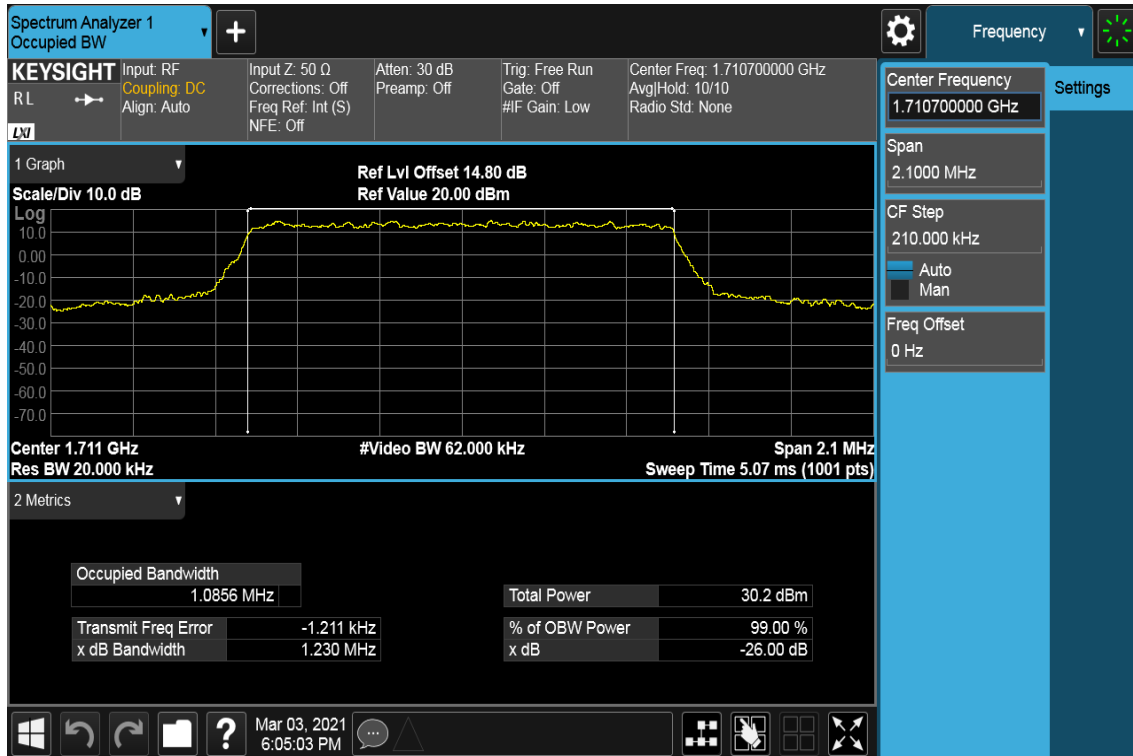 Spectrum Analyzer 1
Occupied BW
+
Frequency
KEYSIGHT
RL
LXI
Input: RF
Coupling: DC
Align: Auto
Input Z: 50 Ω
Corrections: Off
Freq Ref: Int (S)
NFE: Off
Atten: 30 dB
Preamp: Off
Trig: Free Run
Gate: Off
#IF Gain: Low
Center Freq: 1.710700000 GHz
Avg|Hold: 10/10
Radio Std: None
Center Frequency
1.710700000 GHz
Settings
Span
2.1000 MHz
CF Step
210.000 kHz
Auto
Man
Freq Offset
0 Hz
1 Graph
Scale/Div 10.0 dB
Ref Lvl Offset 14.80 dB
Ref Value 20.00 dBm
Log
10.0
0.00
-10.0
-20.0
-30.0
-40.0
-50.0
-60.0
-70.0
Center 1.711 GHz
#Video BW 62.000 kHz
Span 2.1 MHz
Res BW 20.000 kHz
Sweep Time 5.07 ms (1001 pts)
2 Metrics
Occupied Bandwidth
1.0856 MHz
Total Power 30.2 dBm
Transmit Freq Error -1.211 kHz
% of OBW Power 99.00 %
x dB Bandwidth 1.230 MHz
x dB -26.00 dB
?
Mar 03, 2021
6:05:03 PM